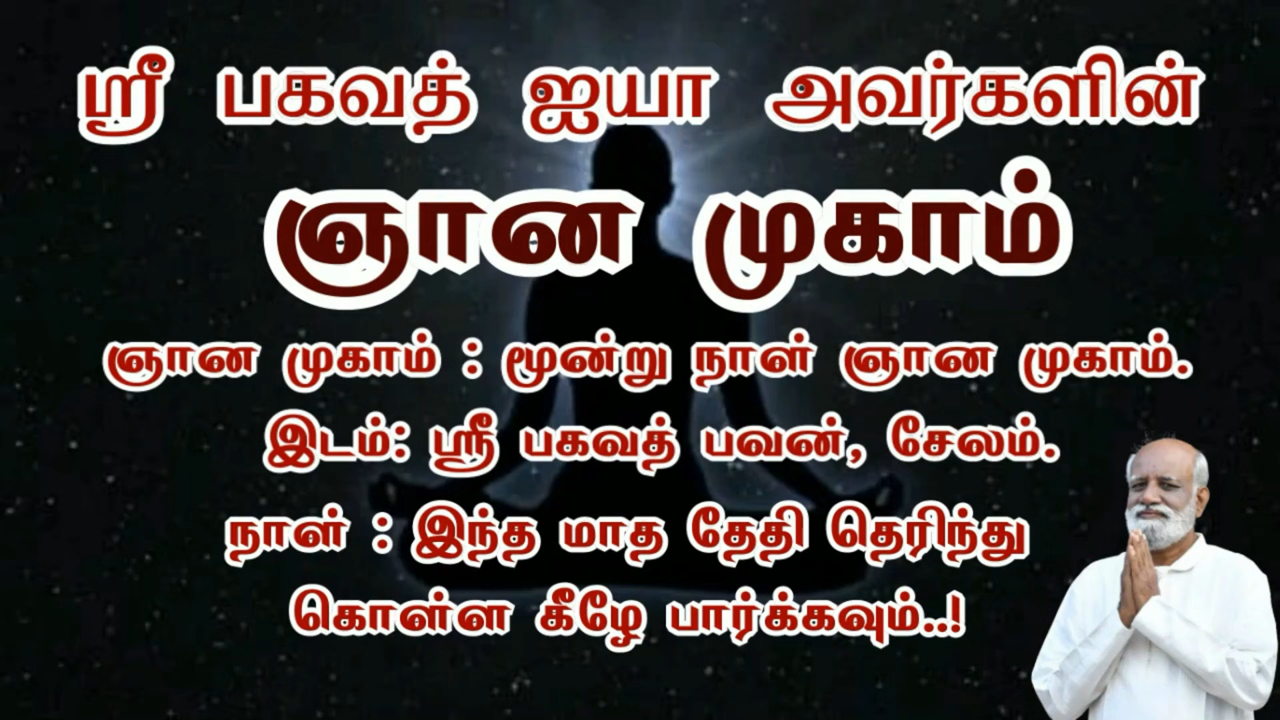 ஸ்ரீ பகவத் ஐயா அவர்களின்
ஞான முகாம்
ஞான முகாம் : மூன்று நாள் ஞான முகாம்.
இடம்: ஸ்ரீ பகவத் பவன், சேலம்.
நாள் : இந்த மாத தேதி தெரிந்து
கொள்ள கீழே பார்க்கவும்..!